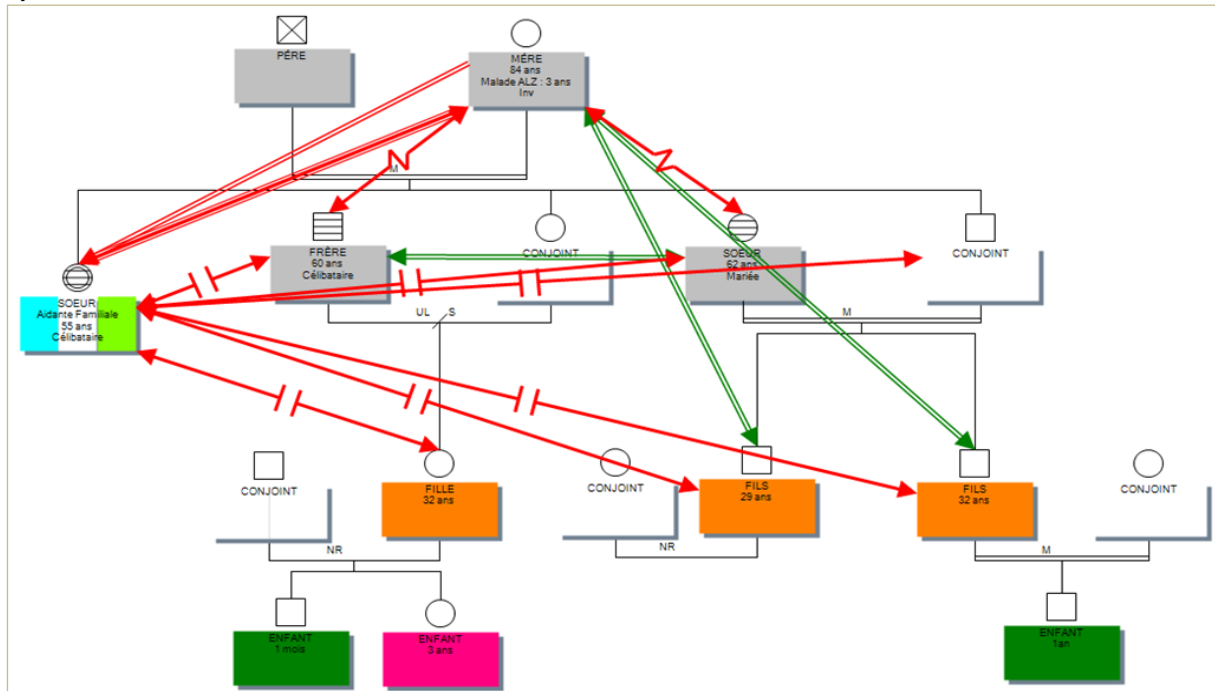 PÉRE
MÉRE
84 ans
Malade ALZ : 3 ans
Inv
M
FRÈRE
60 ans
Célibataire
CONJOINT
SOEUR
62 ans
Mariée
CONJOINT
SOEUR
Aidante Familiale
55 ans
Célibataire
UL S
M
CONJOINT
FILLE
32 ans
CONJOINT
FILS
29 ans
FILS
32 ans
CONJOINT
NR
NR
M
ENFANT
1 mois
ENFANT
3 ans
ENFANT
1an